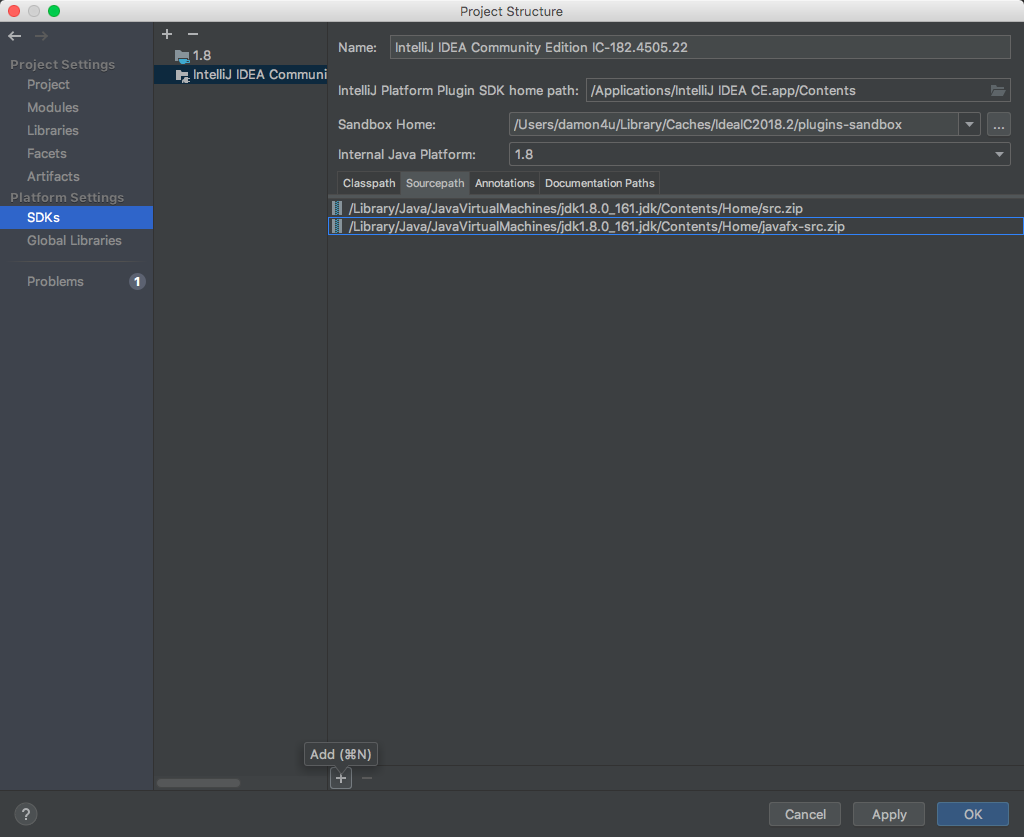 Project Structure
Project Settings
Project
Modules
Libraries
Facets
Artifacts
Platform Settings
SDKs
Global Libraries
Problems
1
1.8
IntelliJ IDEA Communi
Name:
IntelliJ IDEA Community Edition IC-182.4505.22
IntelliJ Platform Plugin SDK home path:
/Applications/IntelliJ IDEA CE.app/Contents
Sandbox Home:
/Users/damon4u/Library/Caches/IdeaIC2018.2/plugins-sandbox
...
Internal Java Platform:
1.8
Classpath
Sourcepath
Annotations
Documentation Paths
/Library/Java/JavaVirtualMachines/jdk1.8.0_161.jdk/Contents/Home/src.zip
/Library/Java/JavaVirtualMachines/jdk1.8.0_161.jdk/Contents/Home/javafx-src.zip
Add (⌘N)
?
Cancel
Apply
OK